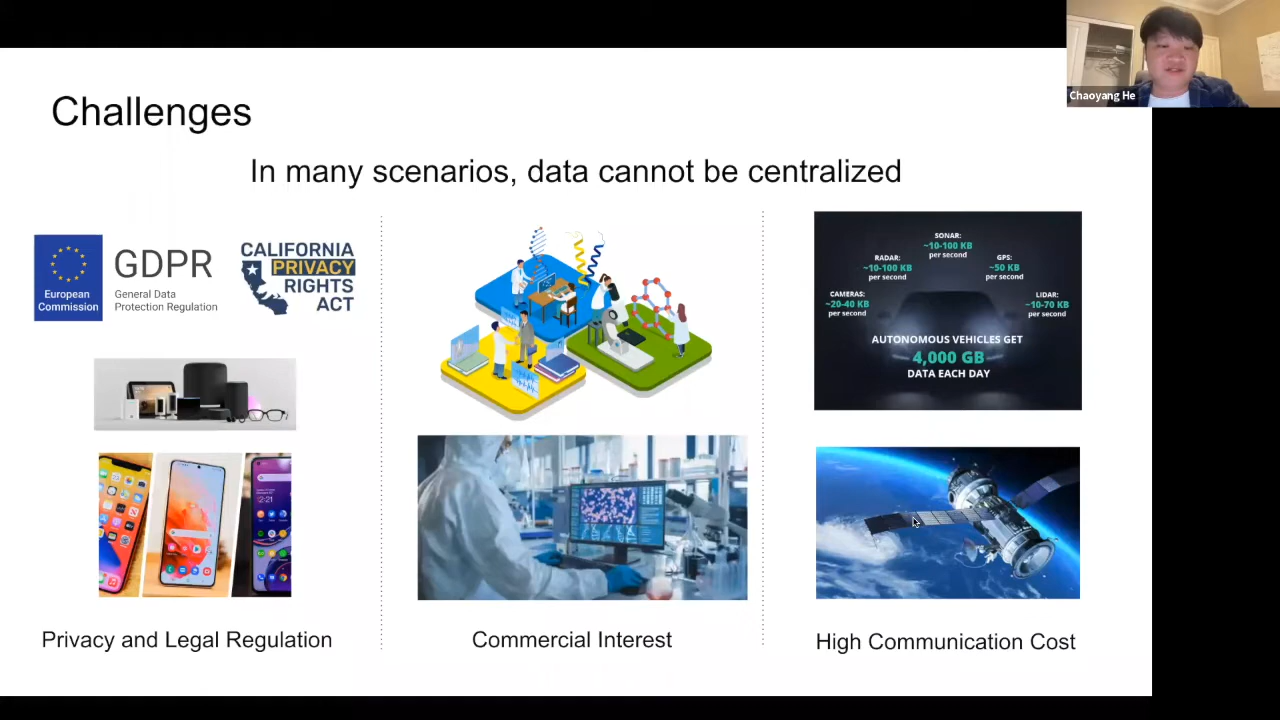 Chaoyang He
Challenges
In many scenarios, data cannot be centralized
European
Commission
GDPR
General Data
Protection Regulation
CALIFORNIA
PRIVACY
RIGHTS
ACT
SONAR:
~10-100 KB
per second
RADAR:
~10-100 KB
per second
GPS:
~50 KB
per second
CAMERAS:
~20-40 KB
per second
LIDAR:
~10-70 KB
per second
AUTONOMOUS VEHICLES GET
4,000 GB
DATA EACH DAY
12:21
Privacy and Legal Regulation
Commercial Interest
High Communication Cost